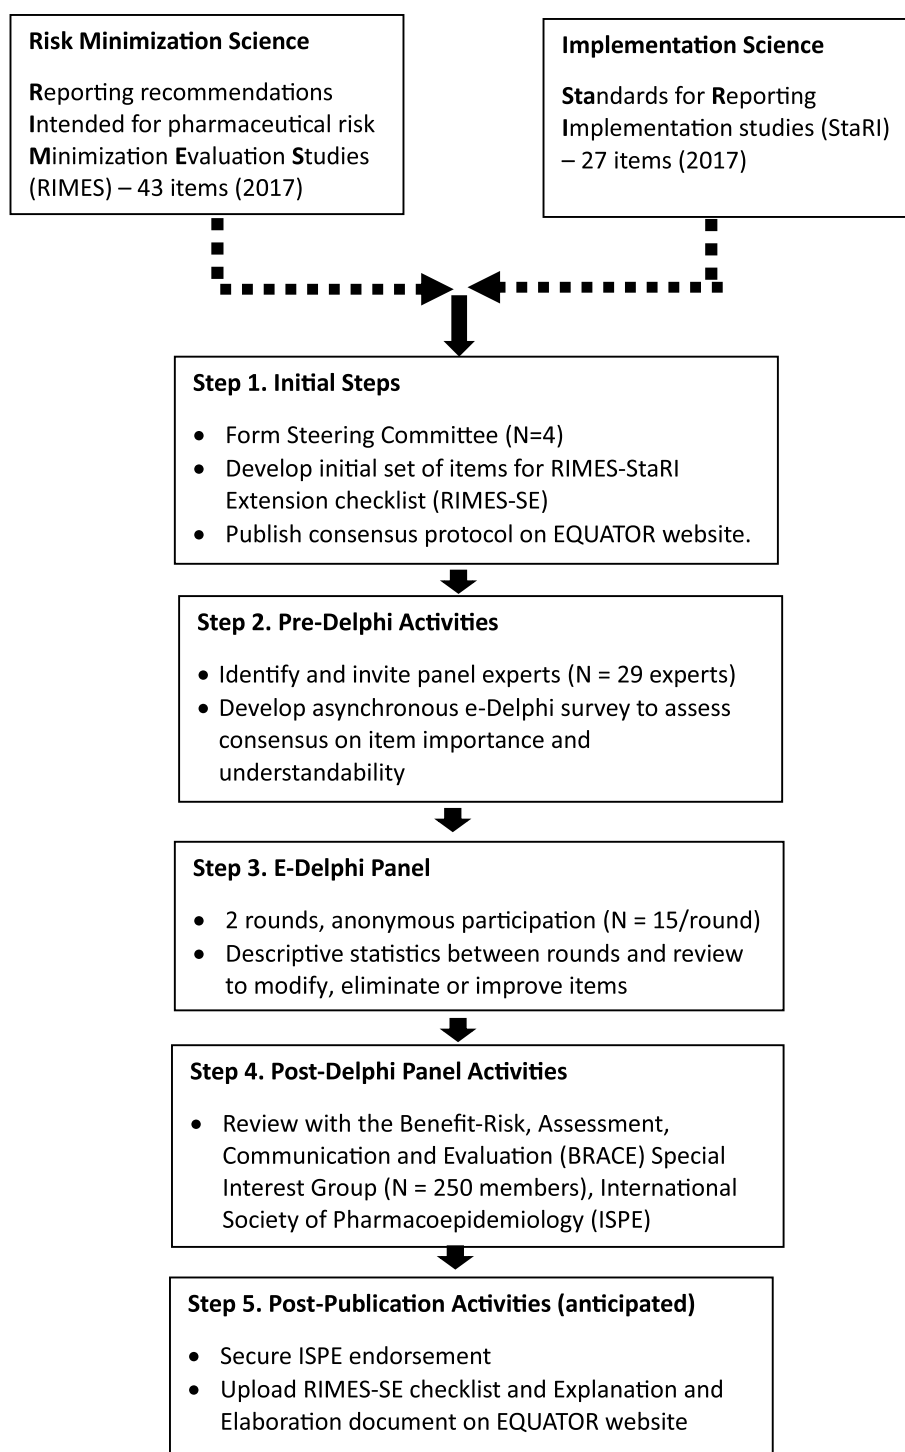 Risk Minimization Science
Reporting recommendations
Intended for pharmaceutical risk
Minimization Evaluation Studies
(RIMES) – 43 items (2017)
Implementation Science
Standards for Reporting
Implementation studies (StaRI)
– 27 items (2017)
Step 1. Initial Steps
• Form Steering Committee (N=4)
• Develop initial set of items for RIMES-StaRI
Extension checklist (RIMES-SE)
• Publish consensus protocol on EQUATOR website.
Step 2. Pre-Delphi Activities
• Identify and invite panel experts (N = 29 experts)
• Develop asynchronous e-Delphi survey to assess
consensus on item importance and
understandability
Step 3. E-Delphi Panel
• 2 rounds, anonymous participation (N = 15/round)
• Descriptive statistics between rounds and review
to modify, eliminate or improve items
Step 4. Post-Delphi Panel Activities
• Review with the Benefit-Risk, Assessment,
Communication and Evaluation (BRACE) Special
Interest Group (N = 250 members), International
Society of Pharmacoepidemiology (ISPE)
Step 5. Post-Publication Activities (anticipated)
• Secure ISPE endorsement
• Upload RIMES-SE checklist and Explanation and
Elaboration document on EQUATOR website